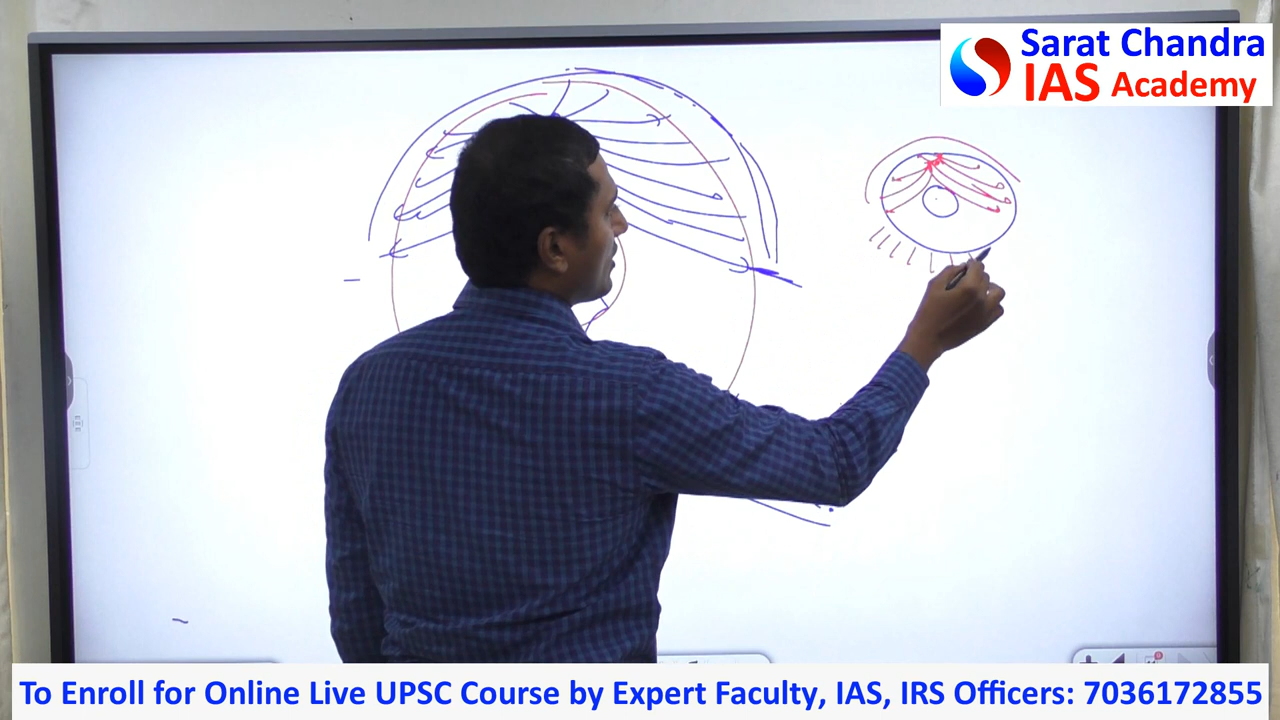 Sarat Chandra
IAS Academy
To Enroll for Online Live UPSC Course by Expert Faculty, IAS, IRS Officers: 7036172855